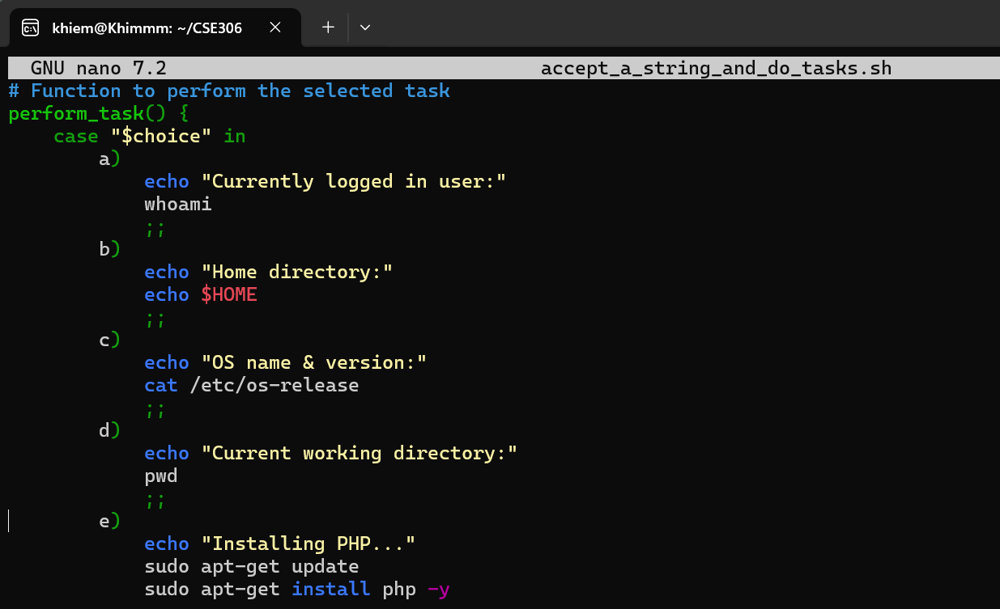 khiem@Khimmm: ~/CSE306
GNU nano 7.2 accept_a_string_and_do_tasks.sh
# Function to perform the selected task
perform_task() {
    case "$choice" in
        a)
            echo "Currently logged in user:"
            whoami
            ;;
        b)
            echo "Home directory:"
            echo $HOME
            ;;
        c)
            echo "OS name & version:"
            cat /etc/os-release
            ;;
        d)
            echo "Current working directory:"
            pwd
            ;;
        e)
            echo "Installing PHP..."
            sudo apt-get update
            sudo apt-get install php -y